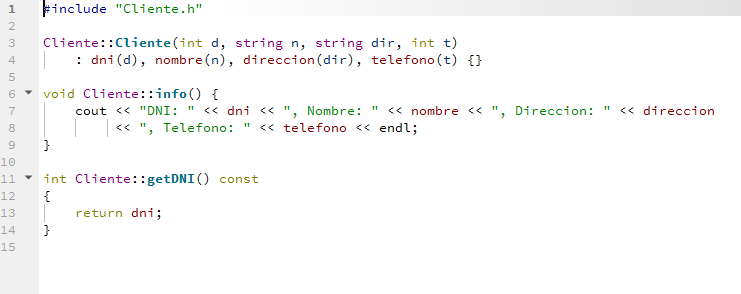 1 #include "Cliente.h"
2
3 Cliente::Cliente(int d, string n, string dir, int t)
4     : dni(d), nombre(n), direccion(dir), telefono(t) {}
5
6 void Cliente::info() {
7     cout << "DNI: " << dni << ", Nombre: " << nombre << ", Direccion: " << direccion
8          << ", Telefono: " << telefono << endl;
9 }
10
11 int Cliente::getDNI() const
12 {
13     return dni;
14 }
15